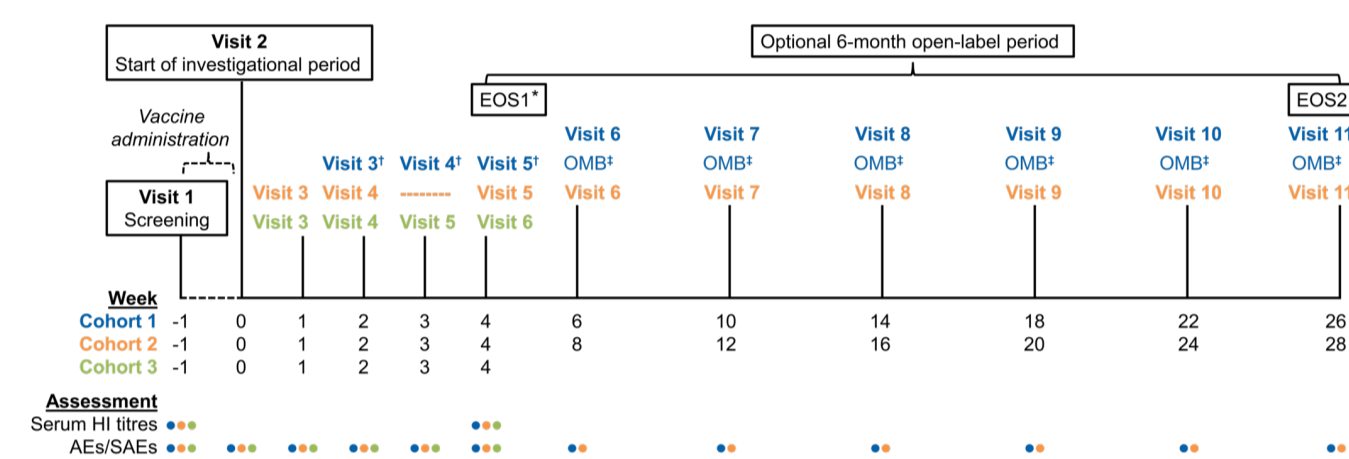 Visit 2
Start of investigational period
Optional 6-month open-label period
EOS1*
EOS2
Vaccine
administration
Visit 6 Visit 7 Visit 8 Visit 9 Visit 10 Visit 11
Visit 3† Visit 4† Visit 5† OMB‡ OMB‡ OMB‡ OMB‡ OMB‡ OMB‡
Visit 1
Screening
Visit 3 Visit 4 -------- Visit 5 Visit 6 Visit 7 Visit 8 Visit 9 Visit 10 Visit 11
Visit 3 Visit 4 Visit 5 Visit 6
Week
Cohort 1 -1 0 1 2 3 4 6 10 14 18 22 26
Cohort 2 -1 0 1 2 3 4 8 12 16 20 24 28
Cohort 3 -1 0 1 2 3 4
Assessment
Serum HI titres
AEs/SAEs